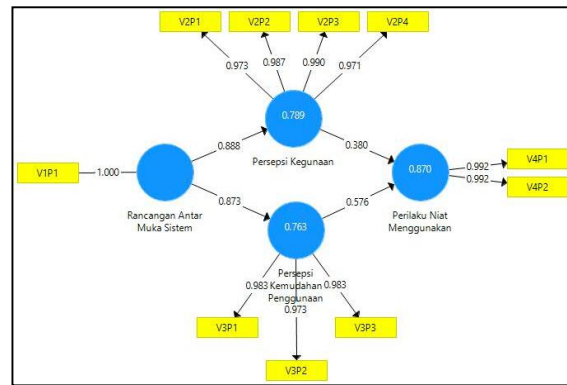 V2P1 V2P2 V2P3 V2P4
0.973 0.987 0.990 0.971
0.789
0.888
Persepsi Kegunaan
0.380
V1P1
1.000
Rancangan Antar
Muka Sistem
0.870
Perilaku Niat
Menggunakan
0.992
0.992
V4P1
V4P2
0.873
0.763
0.576
Persepsi
Kemudahan
Penggunaan
0.983 0.973 0.983
V3P1
V3P2
V3P3